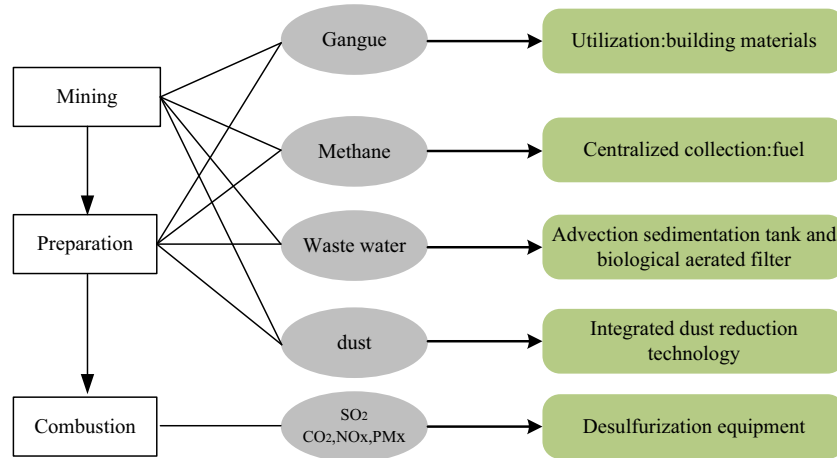 Gangue
Utilization:building materials
Mining
Methane
Centralized collection:fuel
Preparation
Waste water
Advection sedimentation tank and
biological aerated filter
dust
Integrated dust reduction
technology
Combustion
SO₂
CO₂,NOx,PMx
Desulfurization equipment